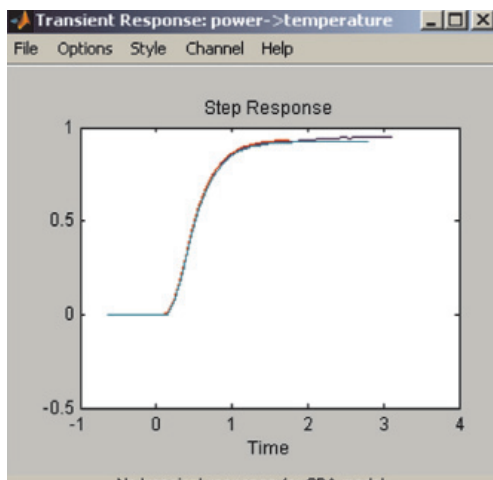 Transient Response: power->temperature
File Options Style Channel Help
Step Response
1
0.5
0
-0.5
-1 0 1 2 3 4
Time